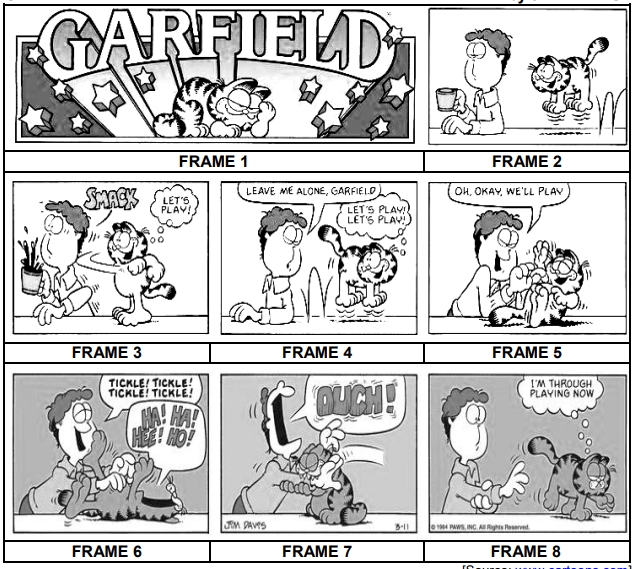 GARFIELD
FRAME 1
FRAME 2
SMACK
LET'S
PLAY!
LEAVE ME ALONE, GARFIELD
LET'S PLAY!
LET'S PLAY!
OH, OKAY, WE'LL PLAY
FRAME 3
FRAME 4
FRAME 5
TICKLE! TICKLE!
TICKLE! TICKLE!
HA! HA!
HEE! HO!
OUCH!
JIM DAVIS
3-11
I'M THROUGH
PLAYING NOW
© 1984 PAWS, INC. All Rights Reserved.
FRAME 6
FRAME 7
FRAME 8